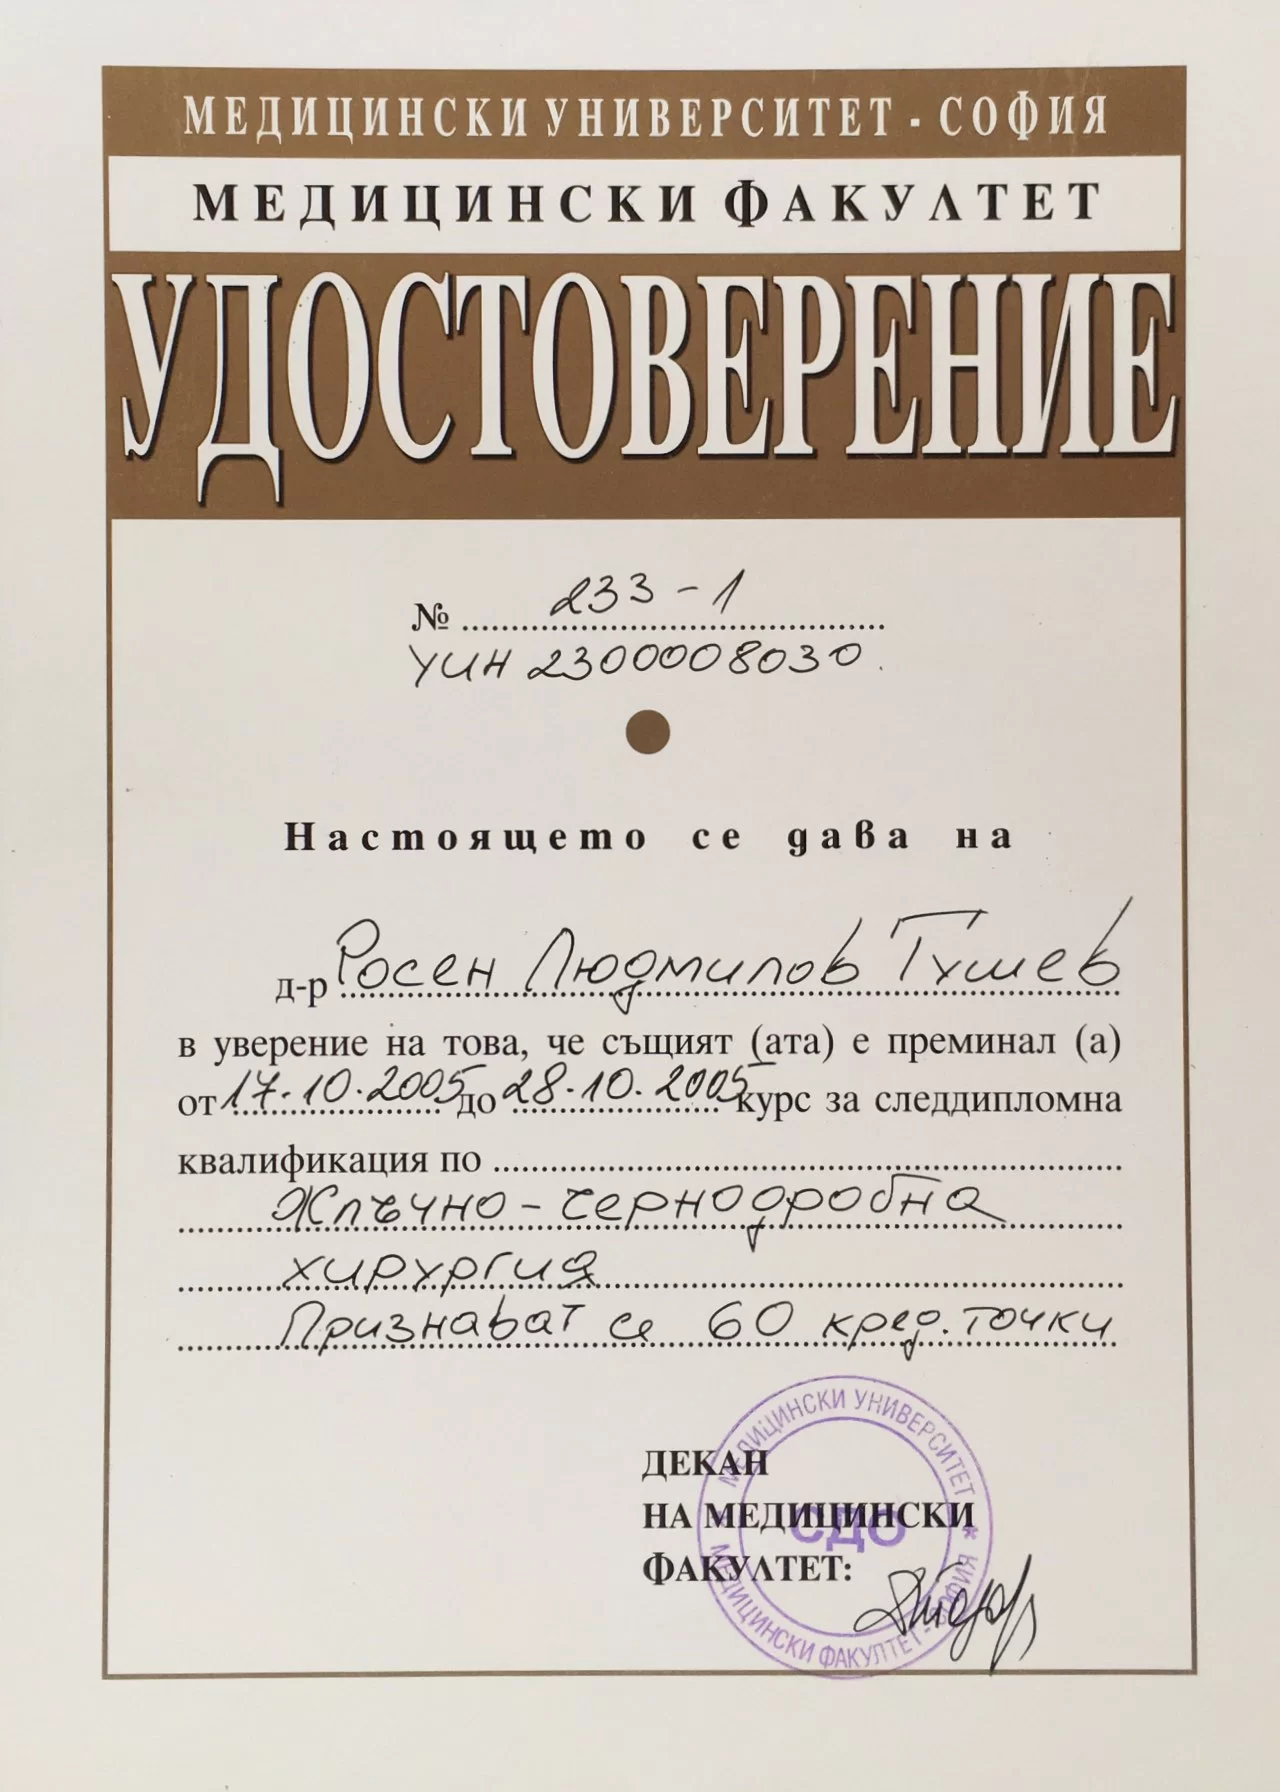 МЕДИЦИНСКИ УНИВЕРСИТЕТ - СОФИЯ
МЕДИЦИНСКИ ФАКУЛТЕТ
УДОСТОВЕРЕНИЕ
№ 233-1
УИН 2300008030.
Настоящето се дава на
д-р Росен Людмилов Тушев
в уверение на това, че същият (ата) е преминал (а)
от 17.10.2005 до 28.10.2005 курс за следдипломна
квалификация по
Жлъчно-чернодробна
хирургия
Признават се 60 кред. точки
ДЕКАН
НА МЕДИЦИНСКИ
ФАКУЛТЕТ:
МЕДИЦИНСКИ УНИВЕРСИТЕТ *
МЕДИЦИНСКИ ФАКУЛТЕТ - СОФИЯ
СДО